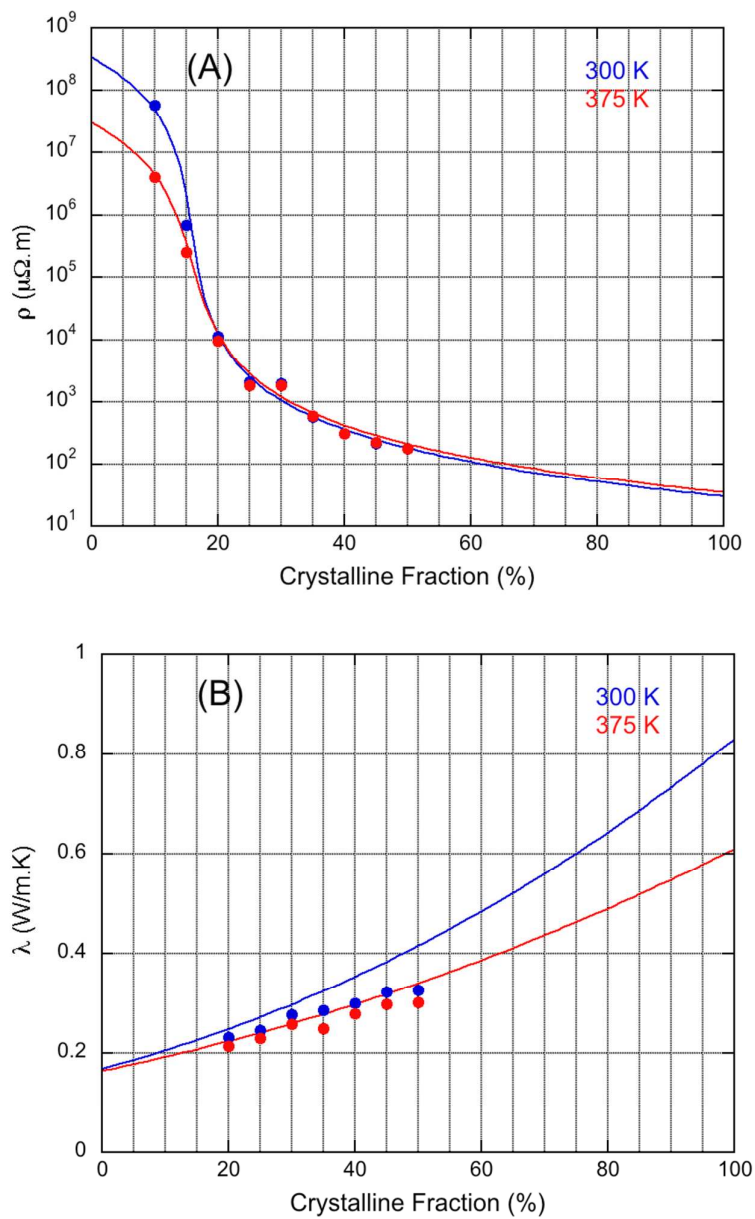 10⁹
(A)
300 K
375 K
10⁸
10⁷
10⁶
10⁵
10⁴
10³
10²
10¹
ρ (μΩ.m)
0 20 40 60 80 100
Crystalline Fraction (%)
1
(B)
300 K
375 K
0.8
0.6
0.4
0.2
0
λ (W/m.K)
0 20 40 60 80 100
Crystalline Fraction (%)